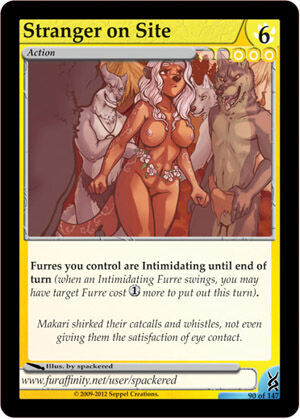 Stranger on Site
6
Action
Furres you control are Intimidating until end of
turn (when an Intimidating Furre swings, you may
have target Furre cost 1 more to put out this turn).
Makari shirked their catcalls and whistles, not even
giving them the satisfaction of eye contact.
Illus. by spackered
www.furaffinity.net/user/spackered
90 of 147
© 2009-2012 Seppel Creations.